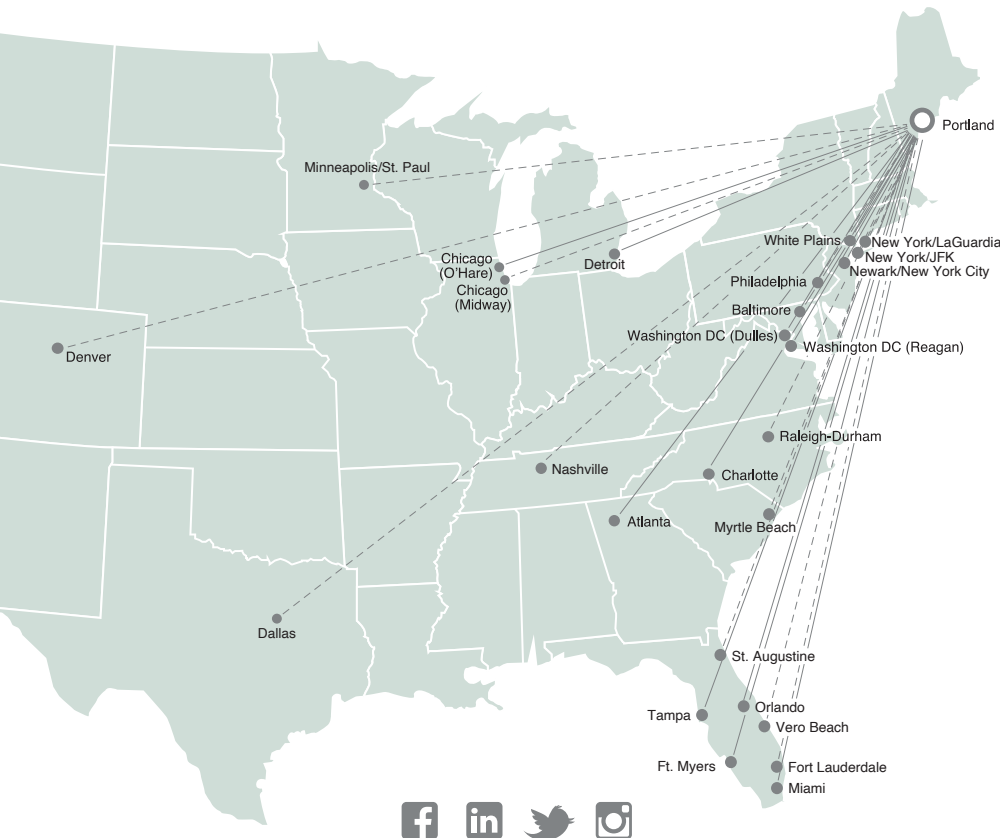 Portland
Minneapolis/St. Paul
White Plains
New York/LaGuardia
New York/JFK
Newark/New York City
Chicago
(O'Hare)
Detroit
Chicago
(Midway)
Philadelphia
Baltimore
Washington DC (Dulles)
Washington DC (Reagan)
Denver
Raleigh-Durham
Nashville
Charlotte
Atlanta
Myrtle Beach
Dallas
St. Augustine
Orlando
Tampa
Vero Beach
Ft. Myers
Fort Lauderdale
Miami